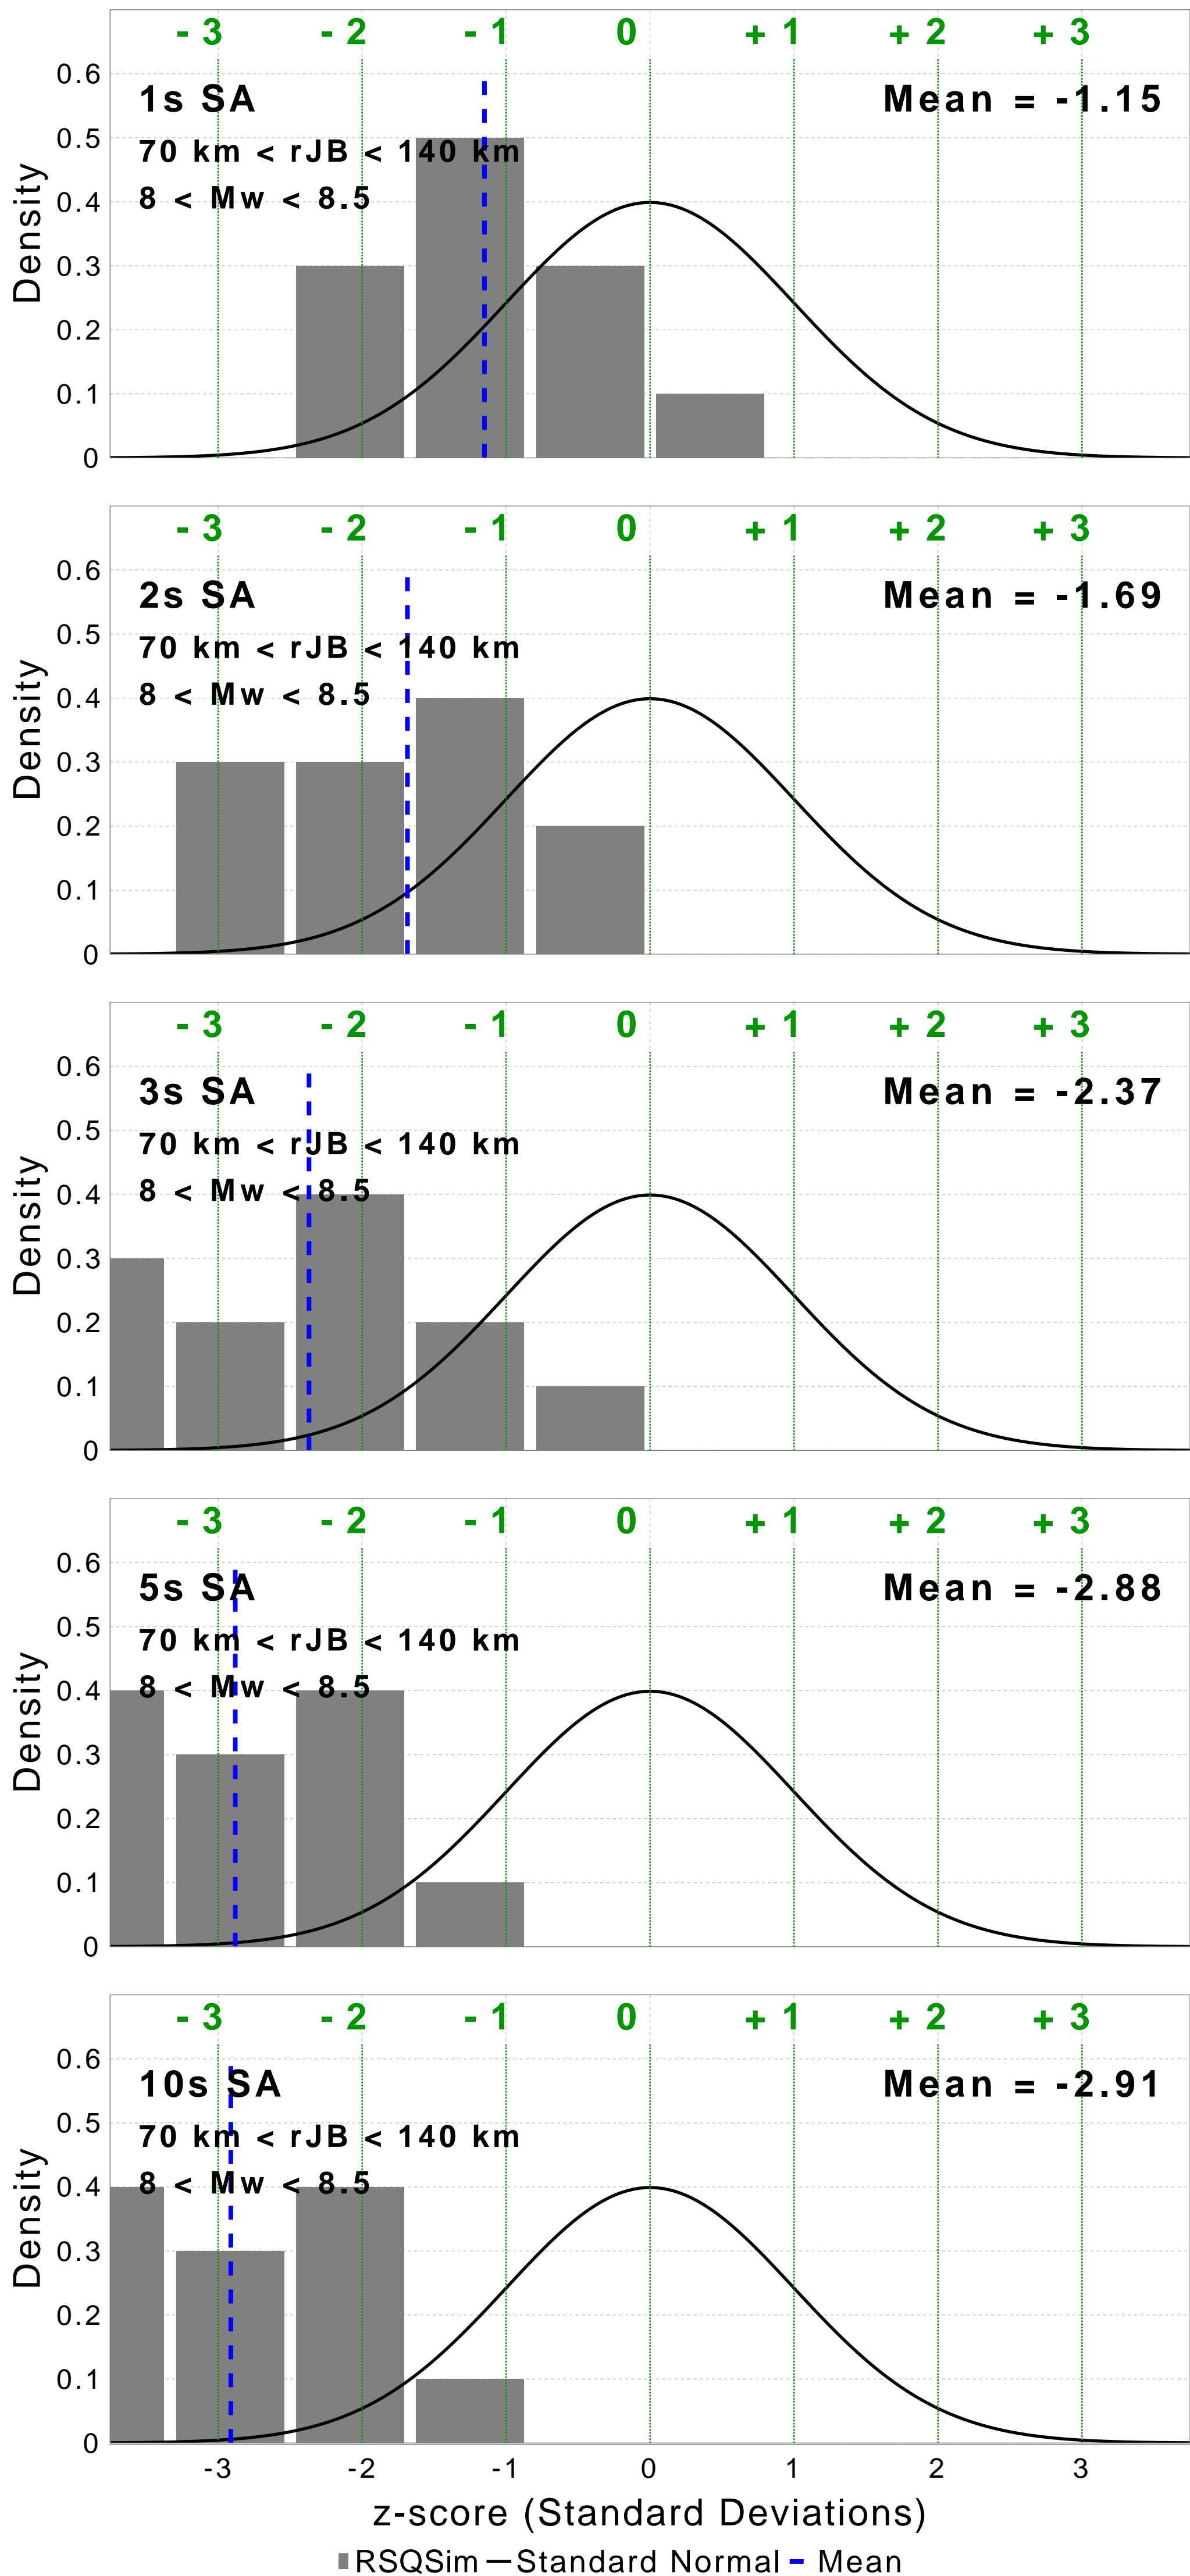 - 3 - 2 - 1 0 + 1 + 2 + 3
0.6
1s SA Mean = -1.15
0.5
70 km < rJB < 140 km
0.4
8 < Mw < 8.5
0.3
0.2
0.1
0
Density
- 3 - 2 - 1 0 + 1 + 2 + 3
0.6
2s SA Mean = -1.69
0.5
70 km < rJB < 140 km
0.4
8 < Mw < 8.5
0.3
0.2
0.1
0
Density
- 3 - 2 - 1 0 + 1 + 2 + 3
0.6
3s SA Mean = -2.37
0.5
70 km < rJB < 140 km
0.4
8 < Mw < 8.5
0.3
0.2
0.1
0
Density
- 3 - 2 - 1 0 + 1 + 2 + 3
0.6
5s SA Mean = -2.88
0.5
70 km < rJB < 140 km
0.4
8 < Mw < 8.5
0.3
0.2
0.1
0
Density
- 3 - 2 - 1 0 + 1 + 2 + 3
0.6
10s SA Mean = -2.91
0.5
70 km < rJB < 140 km
0.4
8 < Mw < 8.5
0.3
0.2
0.1
0
Density
-3 -2 -1 0 1 2 3
z-score (Standard Deviations)
RSQSim Standard Normal Mean